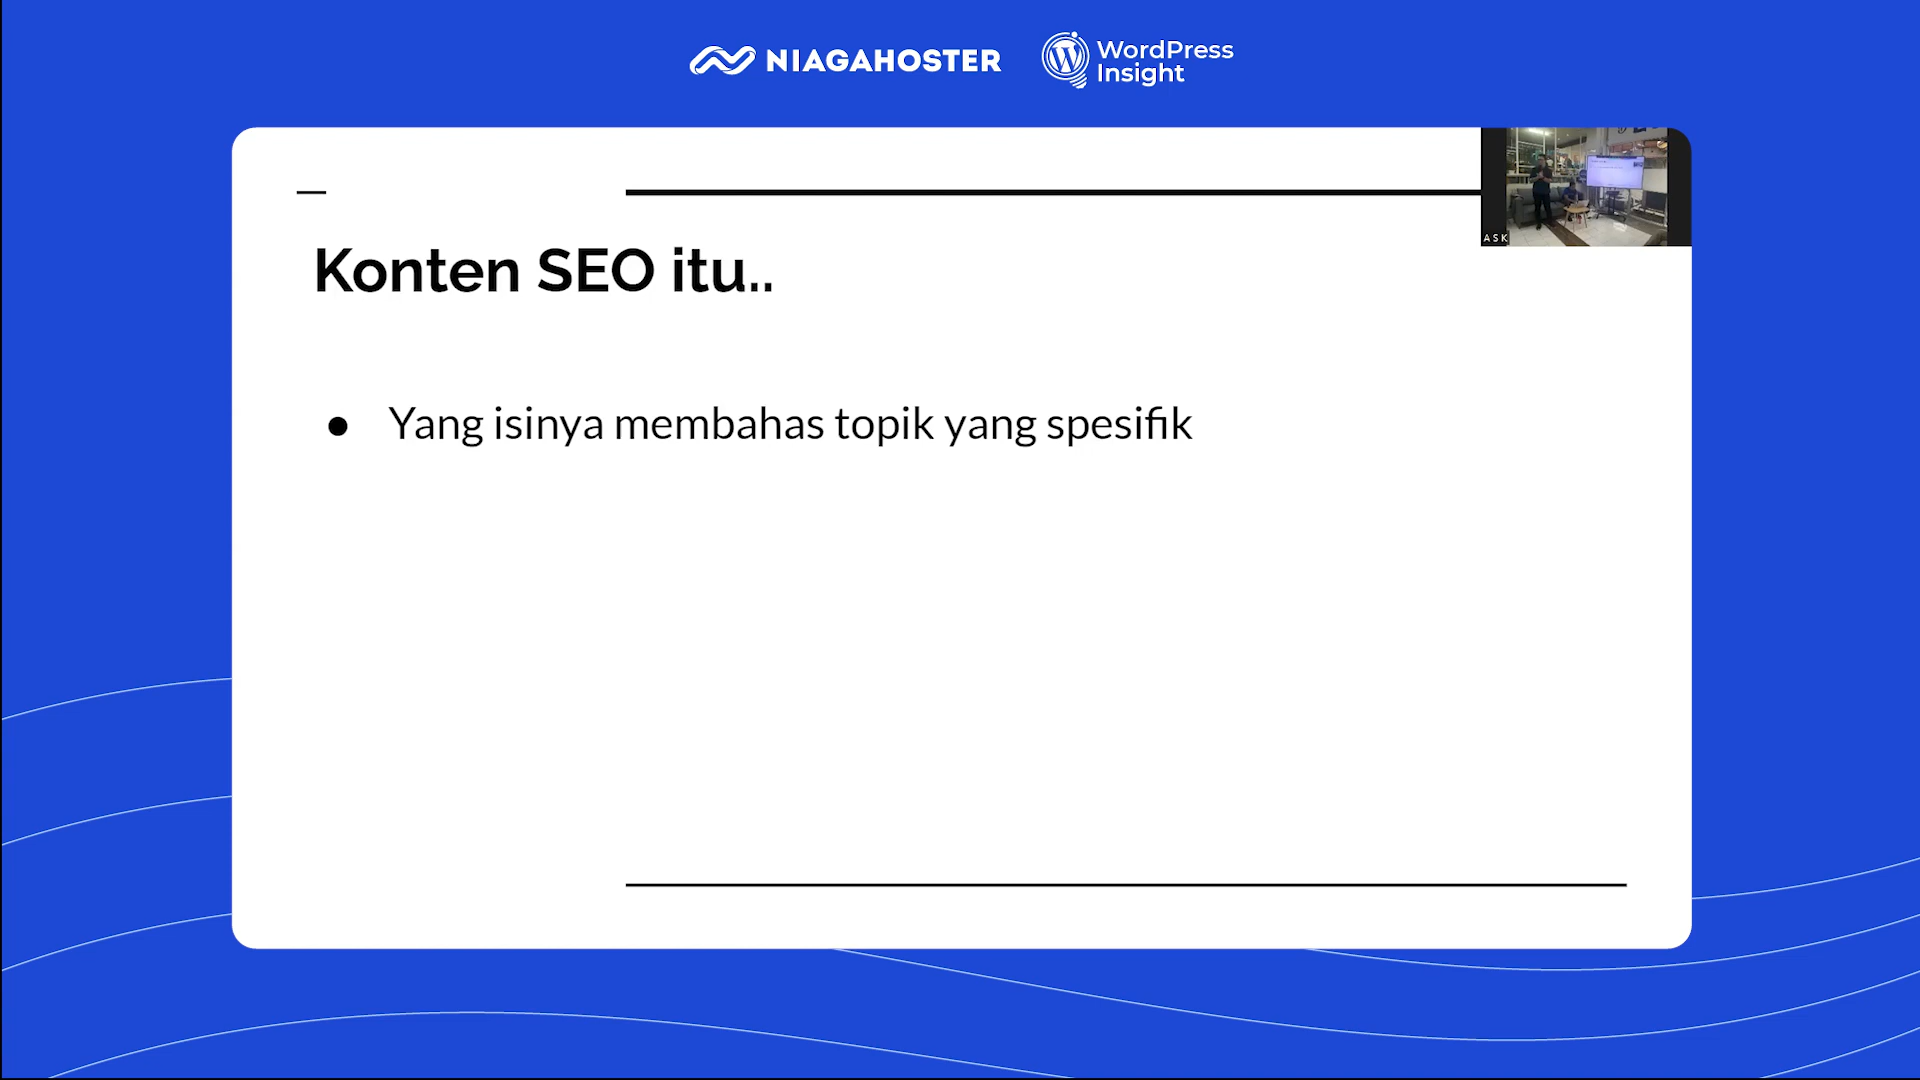 NIAGAHOSTER
WordPress
Insight
ASK
Konten SEO itu..
● Yang isinya membahas topik yang spesifik